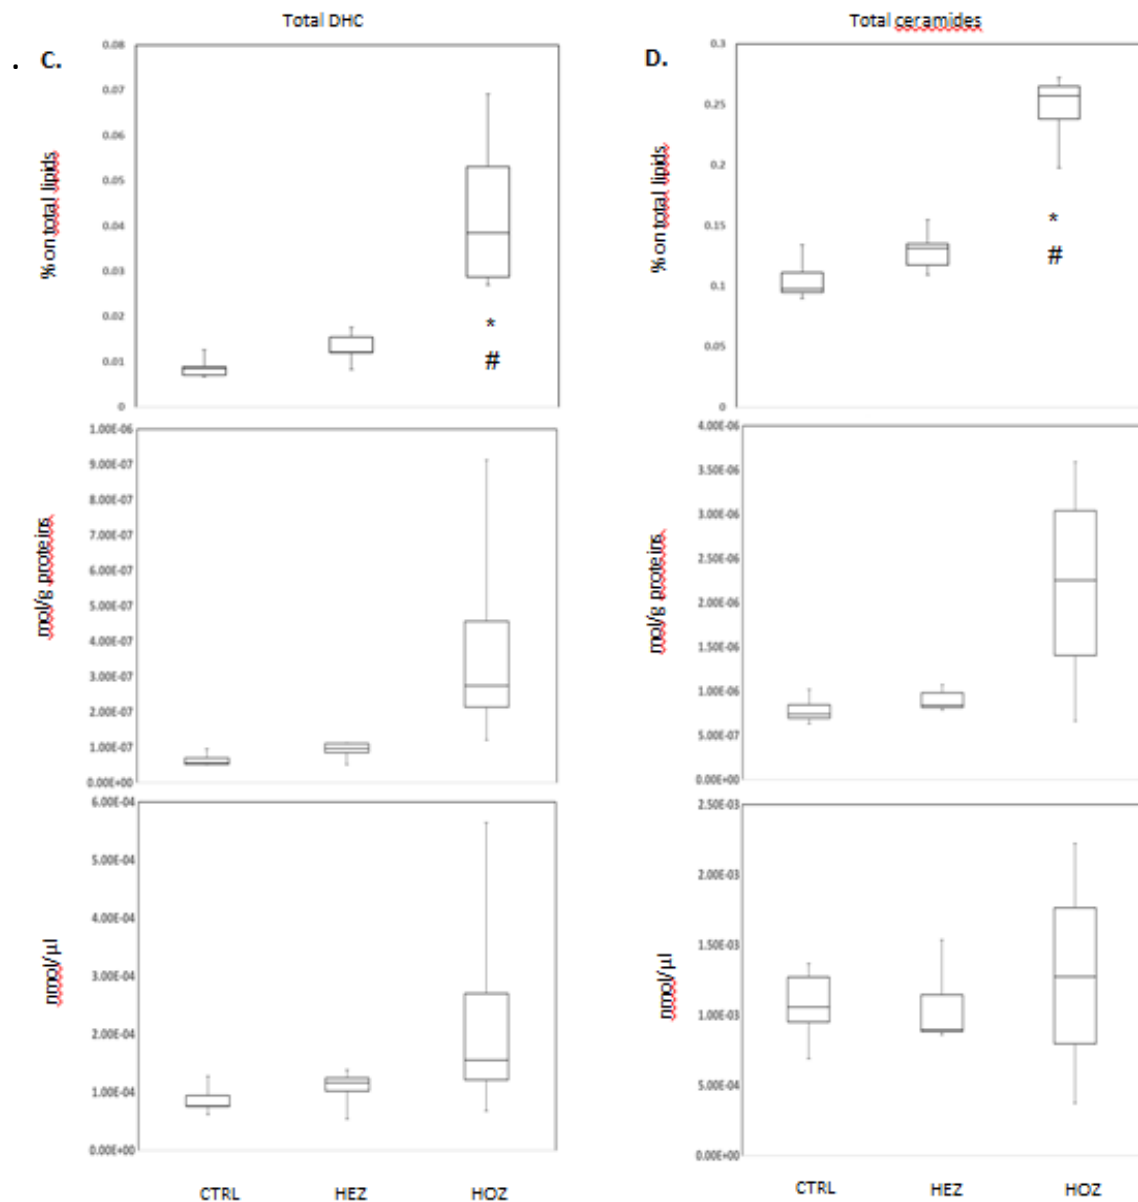 Total DHC
Total ceramides
. C.
D.
% on total lipids
0.08
0.07
0.06
0.05
0.04
0.03
0.02
0.01
0
*
#
% on total lipids
0.3
0.25
0.2
0.15
0.1
0.05
0
*
#
mol/g proteins
1.00E-06
9.00E-07
8.00E-07
7.00E-07
6.00E-07
5.00E-07
4.00E-07
3.00E-07
2.00E-07
1.00E-07
0.00E+00
mol/g proteins
4.00E-06
3.50E-06
3.00E-06
2.50E-06
2.00E-06
1.50E-06
1.00E-06
5.00E-07
0.00E+00
nmol/µl
6.00E-04
5.00E-04
4.00E-04
3.00E-04
2.00E-04
1.00E-04
0.00E+00
nmol/µl
2.50E-03
2.00E-03
1.50E-03
1.00E-03
5.00E-04
0.00E+00
CTRL HEZ HOZ
CTRL HEZ HOZ